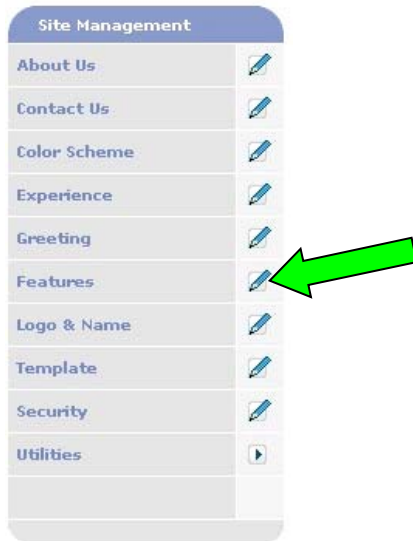 Site Management
About Us
Contact Us
Color Scheme
Experience
Greeting
Features
Logo & Name
Template
Security
Utilities